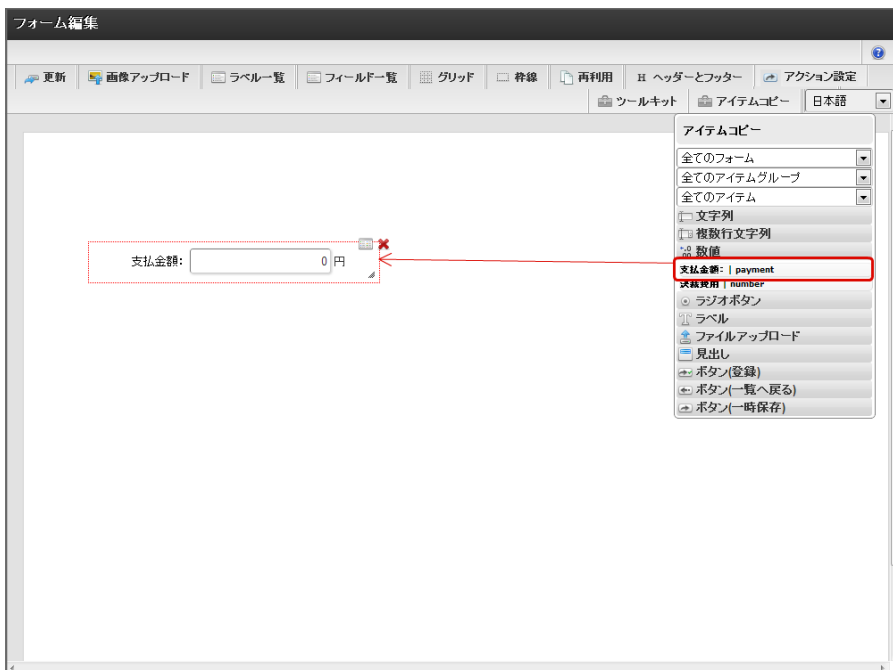 フォーム編集
更新 画像アップロード ラベル一覧 フィールド一覧 グリッド 枠線 再利用 H ヘッダーとフッター アクション設定
ツールキット アイテムコピー 日本語
アイテムコピー
全てのフォーム
全てのアイテムグループ
全てのアイテム
文字列
複数行文字列
数値
支払金額: | payment
決裁費用 | number
ラジオボタン
ラベル
ファイルアップロード
見出し
ボタン(登録)
ボタン(一覧へ戻る)
ボタン(一時保存)
支払金額: 0 円